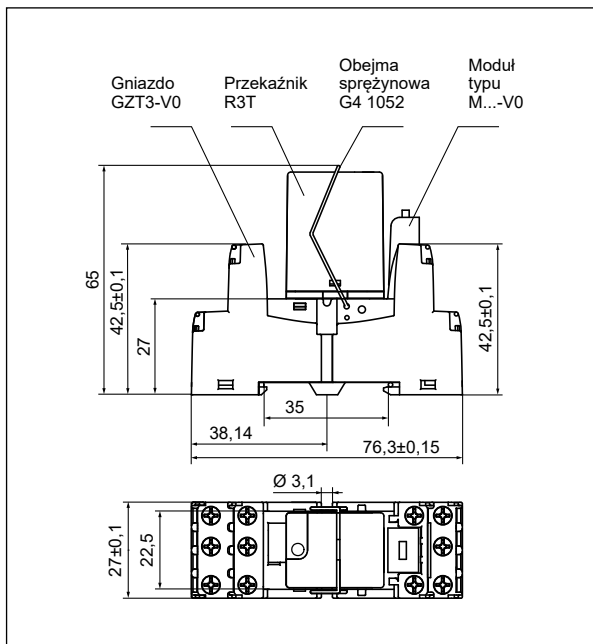 Gniazdo
GZT3-V0
Przekaźnik
R3T
Obejma
sprężynowa
G4 1052
Moduł
typu
M...-V0
65
42,5±0,1
27
42,5±0,1
35
38,14
76,3±0,15
Ø 3,1
27±0,1
22,5